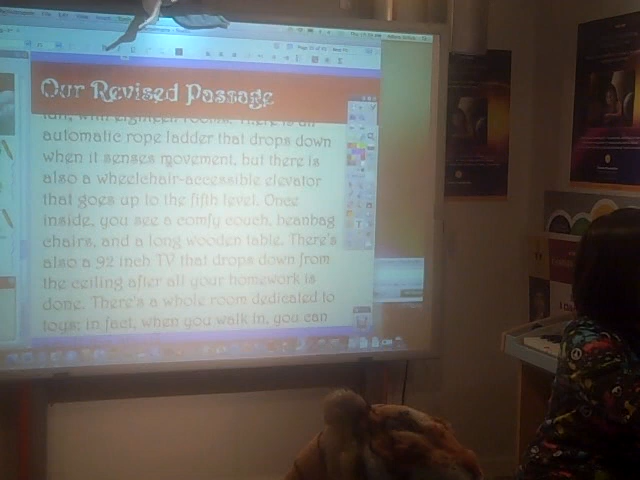 Our Revised Passage
automatic rope ladder that drops down
when it senses movement, but there is
also a wheelchair-accessible elevator
that goes up to the fifth level. Once
inside, you see a comfy couch, beanbag
chairs, and a long wooden table. There's
also a 92 inch TV that drops down from
the ceiling after all your homework is
done. There's a whole room dedicated to
toys; in fact, when you walk in, you can